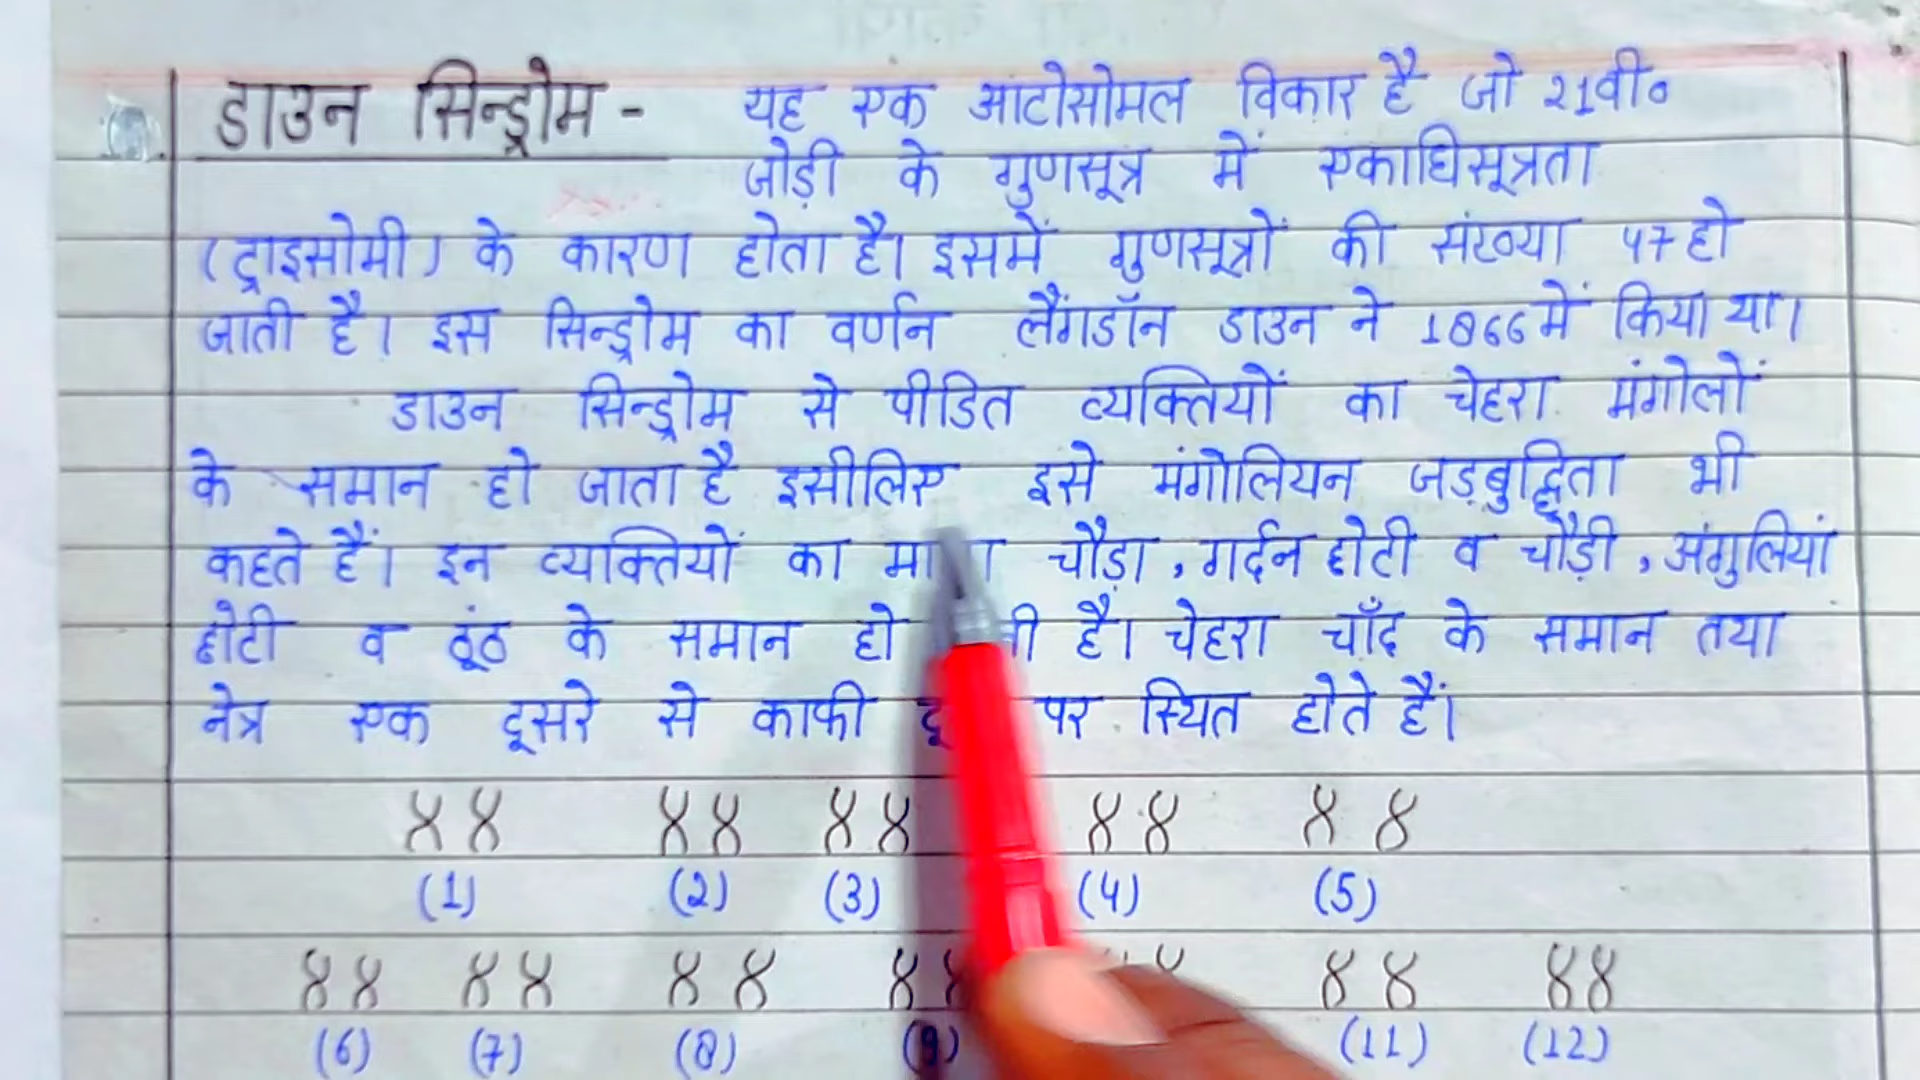 डाउन सिन्ड्रोम - यह एक आटोसोमल विकार है जो 21वी०
जोड़ी के गुणसूत्र में एकाधिसूत्रता
(ट्राइसोमी) के कारण होता है। इसमें गुणसूत्रों की संख्या 47 हो
जाती है। इस सिन्ड्रोम का वर्णन लैंगडॉन डाउन ने 1866 में किया था।
डाउन सिन्ड्रोम से पीडित व्यक्तियों का चेहरा मंगोलों
के समान हो जाता है इसीलिए इसे मंगोलियन जड़बुद्धिता भी
कहते हैं। इन व्यक्तियों का चौड़ा, गर्दन छोटी व चौड़ी, अंगुलियां
छोटी व ठूंठ के समान हो है। चेहरा चाँद के समान तथा
नेत्र एक दूसरे से काफी पर स्थित होते हैं।
(1) (2) (3) (4) (5)
(6) (7) (8) (9) (11) (12)